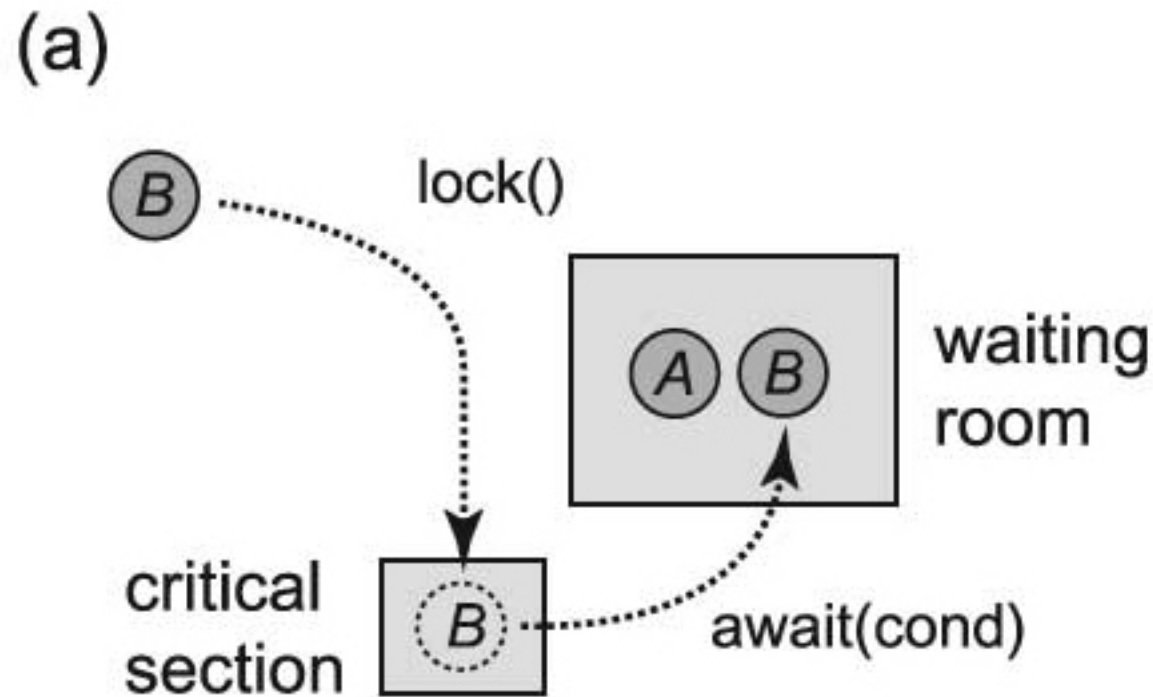 (a)
B
lock()
A
B
waiting
room
critical
section
B
await(cond)